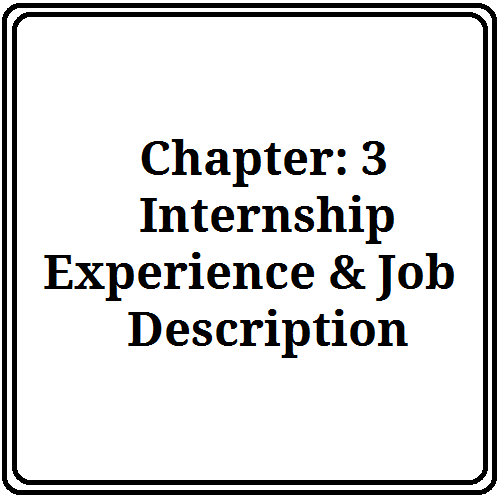 Chapter: 3
Internship
Experience & Job
Description